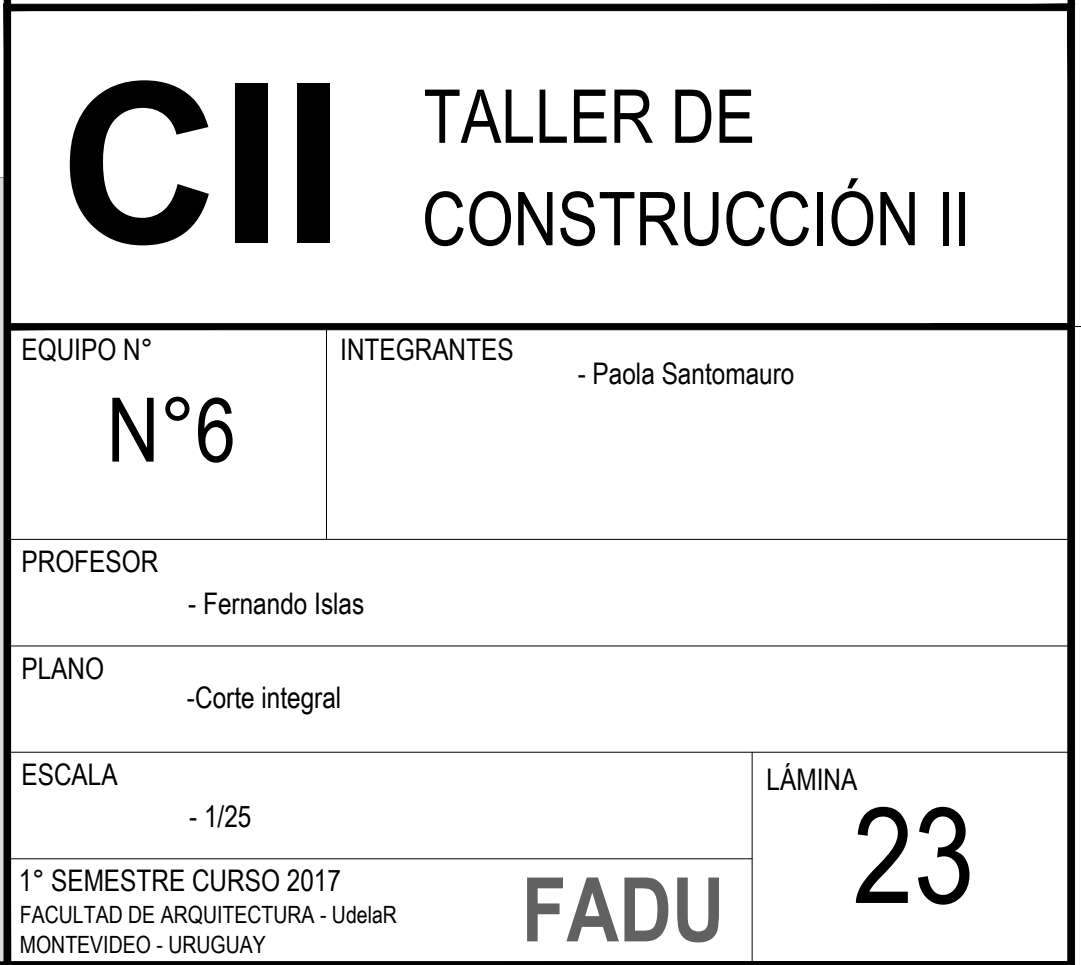 CII
TALLER DE
CONSTRUCCIÓN II
EQUIPO N°
N°6
INTEGRANTES
- Paola Santomauro
PROFESOR
- Fernando Islas
PLANO
-Corte integral
ESCALA
- 1/25
LÁMINA
23
1° SEMESTRE CURSO 2017
FACULTAD DE ARQUITECTURA - UdelaR
MONTEVIDEO - URUGUAY
FADU